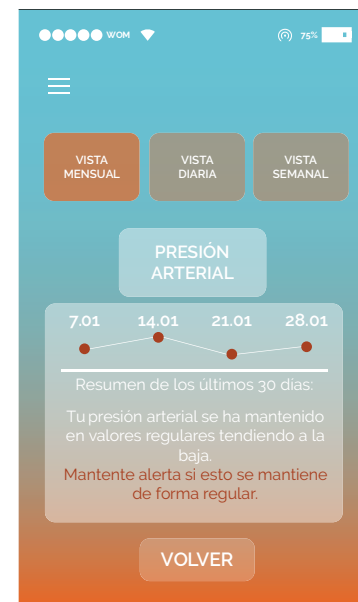 WOM 75%
VISTA MENSUAL
VISTA DIARIA
VISTA SEMANAL
PRESIÓN
ARTERIAL
7.01 14.01 21.01 28.01
Resumen de los últimos 30 días:
Tu presión arterial se ha mantenido
en valores regulares tendiendo a la
baja.
Mantente alerta si esto se mantiene
de forma regular.
VOLVER